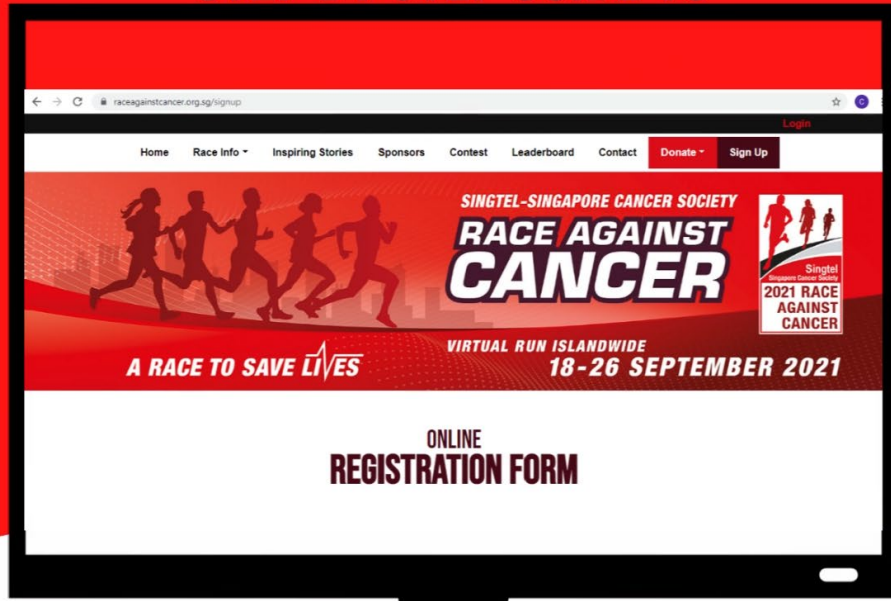 raceagainstcancer.org.sg/signup
C
Login
Home Race Info Inspiring Stories Sponsors Contest Leaderboard Contact Donate Sign Up
SINGTEL-SINGAPORE CANCER SOCIETY
RACE AGAINST
CANCER
Singtel
Singapore Cancer Society
2021 RACE
AGAINST
CANCER
A RACE TO SAVE LIVES
VIRTUAL RUN ISLANDWIDE
18-26 SEPTEMBER 2021
ONLINE
REGISTRATION FORM